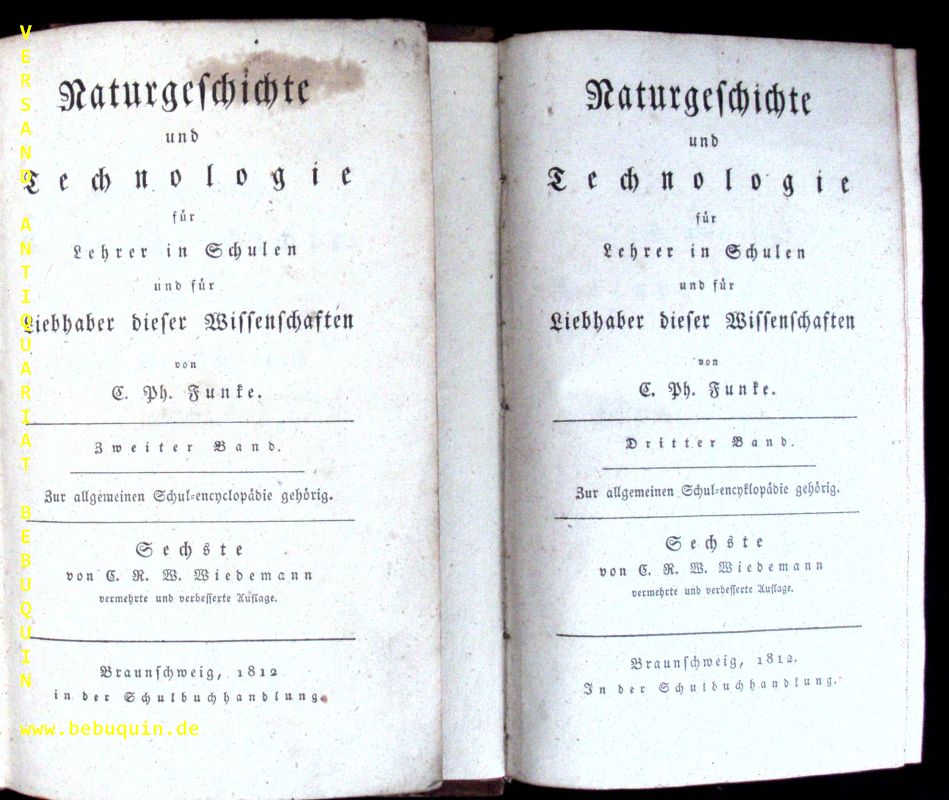 Naturgeschichte
und
Technologie
für
Lehrer in Schulen
und für
Liebhaber dieser Wissenschaften
von
C. Ph. Funke.
Zweiter Band.
Zur allgemeinen Schul=encyclopädie gehörig.
Sechste
von C. R. W. Wiedemann
vermehrte und verbesserte Auflage.
Braunschweig, 1812
in der Schulbuchhandlung.
Naturgeschichte
und
Technologie
für
Lehrer in Schulen
und für
Liebhaber dieser Wissenschaften
von
C. Ph. Funke.
Dritter Band.
Zur allgemeinen Schul=encyklopädie gehörig.
Sechste
von C. R. W. Wiedemann
vermehrte und verbesserte Auflage.
Braunschweig, 1812.
In der Schulbuchhandlung.
VERSAND ANTIQUARIAT BEBUQUIN
www.bebuquin.de